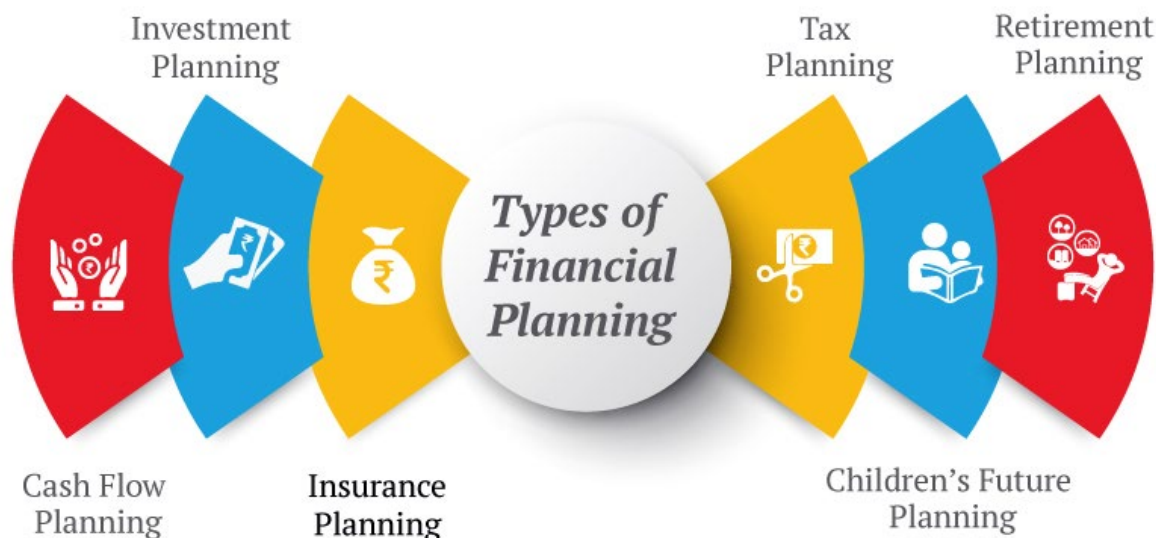 Investment
Planning
Tax
Planning
Retirement
Planning
₹
₹
₹
₹
Types of
Financial
Planning
Cash Flow
Planning
Insurance
Planning
Children’s Future
Planning